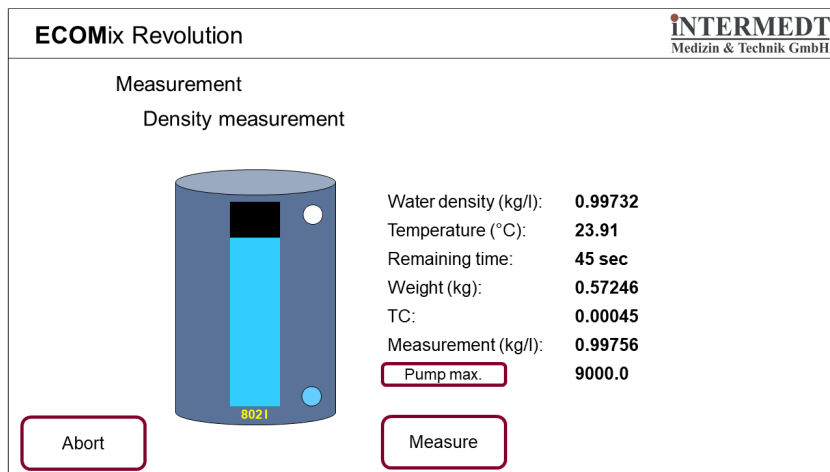 ECOMix Revolution
iNTERMEDT
Medizin & Technik GmbH
Measurement
Density measurement
Water density (kg/l): 0.99732
Temperature (°C): 23.91
Remaining time: 45 sec
Weight (kg): 0.57246
TC: 0.00045
Measurement (kg/l): 0.99756
Pump max. 9000.0
802 l
Abort
Measure